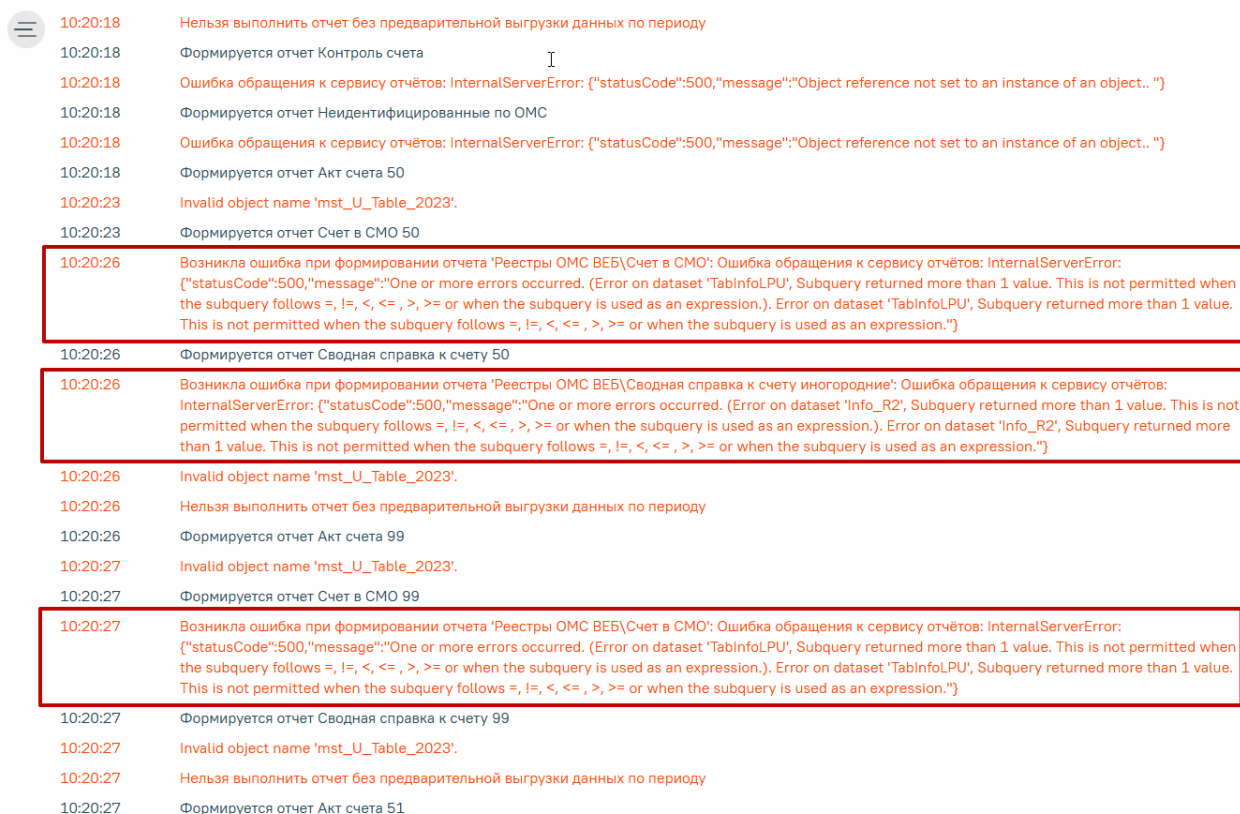 10:20:18 Нельзя выполнить отчет без предварительной выгрузки данных по периоду
10:20:18 Формируется отчет Контроль счета
10:20:18 Ошибка обращения к сервису отчётов: InternalServerError: {"statusCode":500,"message":"Object reference not set to an instance of an object.. "}
10:20:18 Формируется отчет Неидентифицированные по ОМС
10:20:18 Ошибка обращения к сервису отчётов: InternalServerError: {"statusCode":500,"message":"Object reference not set to an instance of an object.. "}
10:20:18 Формируется отчет Акт счета 50
10:20:23 Invalid object name 'mst_U_Table_2023'.
10:20:23 Формируется отчет Счет в СМО 50
10:20:26 Возникла ошибка при формировании отчета 'Реестры ОМС ВЕБ\Счет в СМО': Ошибка обращения к сервису отчётов: InternalServerError:
{"statusCode":500,"message":"One or more errors occurred. (Error on dataset 'TabInfoLPU', Subquery returned more than 1 value. This is not permitted when
the subquery follows =, !=, <, <= , >, >= or when the subquery is used as an expression.). Error on dataset 'TabInfoLPU', Subquery returned more than 1 value.
This is not permitted when the subquery follows =, !=, <, <= , >, >= or when the subquery is used as an expression."}
10:20:26 Формируется отчет Сводная справка к счету 50
10:20:26 Возникла ошибка при формировании отчета 'Реестры ОМС ВЕБ\Сводная справка к счету иногородние': Ошибка обращения к сервису отчётов:
InternalServerError: {"statusCode":500,"message":"One or more errors occurred. (Error on dataset 'Info_R2', Subquery returned more than 1 value. This is not
permitted when the subquery follows =, !=, <, <= , >, >= or when the subquery is used as an expression.). Error on dataset 'Info_R2', Subquery returned more
than 1 value. This is not permitted when the subquery follows =, !=, <, <= , >, >= or when the subquery is used as an expression."}
10:20:26 Invalid object name 'mst_U_Table_2023'.
10:20:26 Нельзя выполнить отчет без предварительной выгрузки данных по периоду
10:20:26 Формируется отчет Акт счета 99
10:20:27 Invalid object name 'mst_U_Table_2023'.
10:20:27 Формируется отчет Счет в СМО 99
10:20:27 Возникла ошибка при формировании отчета 'Реестры ОМС ВЕБ\Счет в СМО': Ошибка обращения к сервису отчётов: InternalServerError:
{"statusCode":500,"message":"One or more errors occurred. (Error on dataset 'TabInfoLPU', Subquery returned more than 1 value. This is not permitted when
the subquery follows =, !=, <, <= , >, >= or when the subquery is used as an expression.). Error on dataset 'TabInfoLPU', Subquery returned more than 1 value.
This is not permitted when the subquery follows =, !=, <, <= , >, >= or when the subquery is used as an expression."}
10:20:27 Формируется отчет Сводная справка к счету 99
10:20:27 Invalid object name 'mst_U_Table_2023'.
10:20:27 Нельзя выполнить отчет без предварительной выгрузки данных по периоду
10:20:27 Формируется отчет Акт счета 51